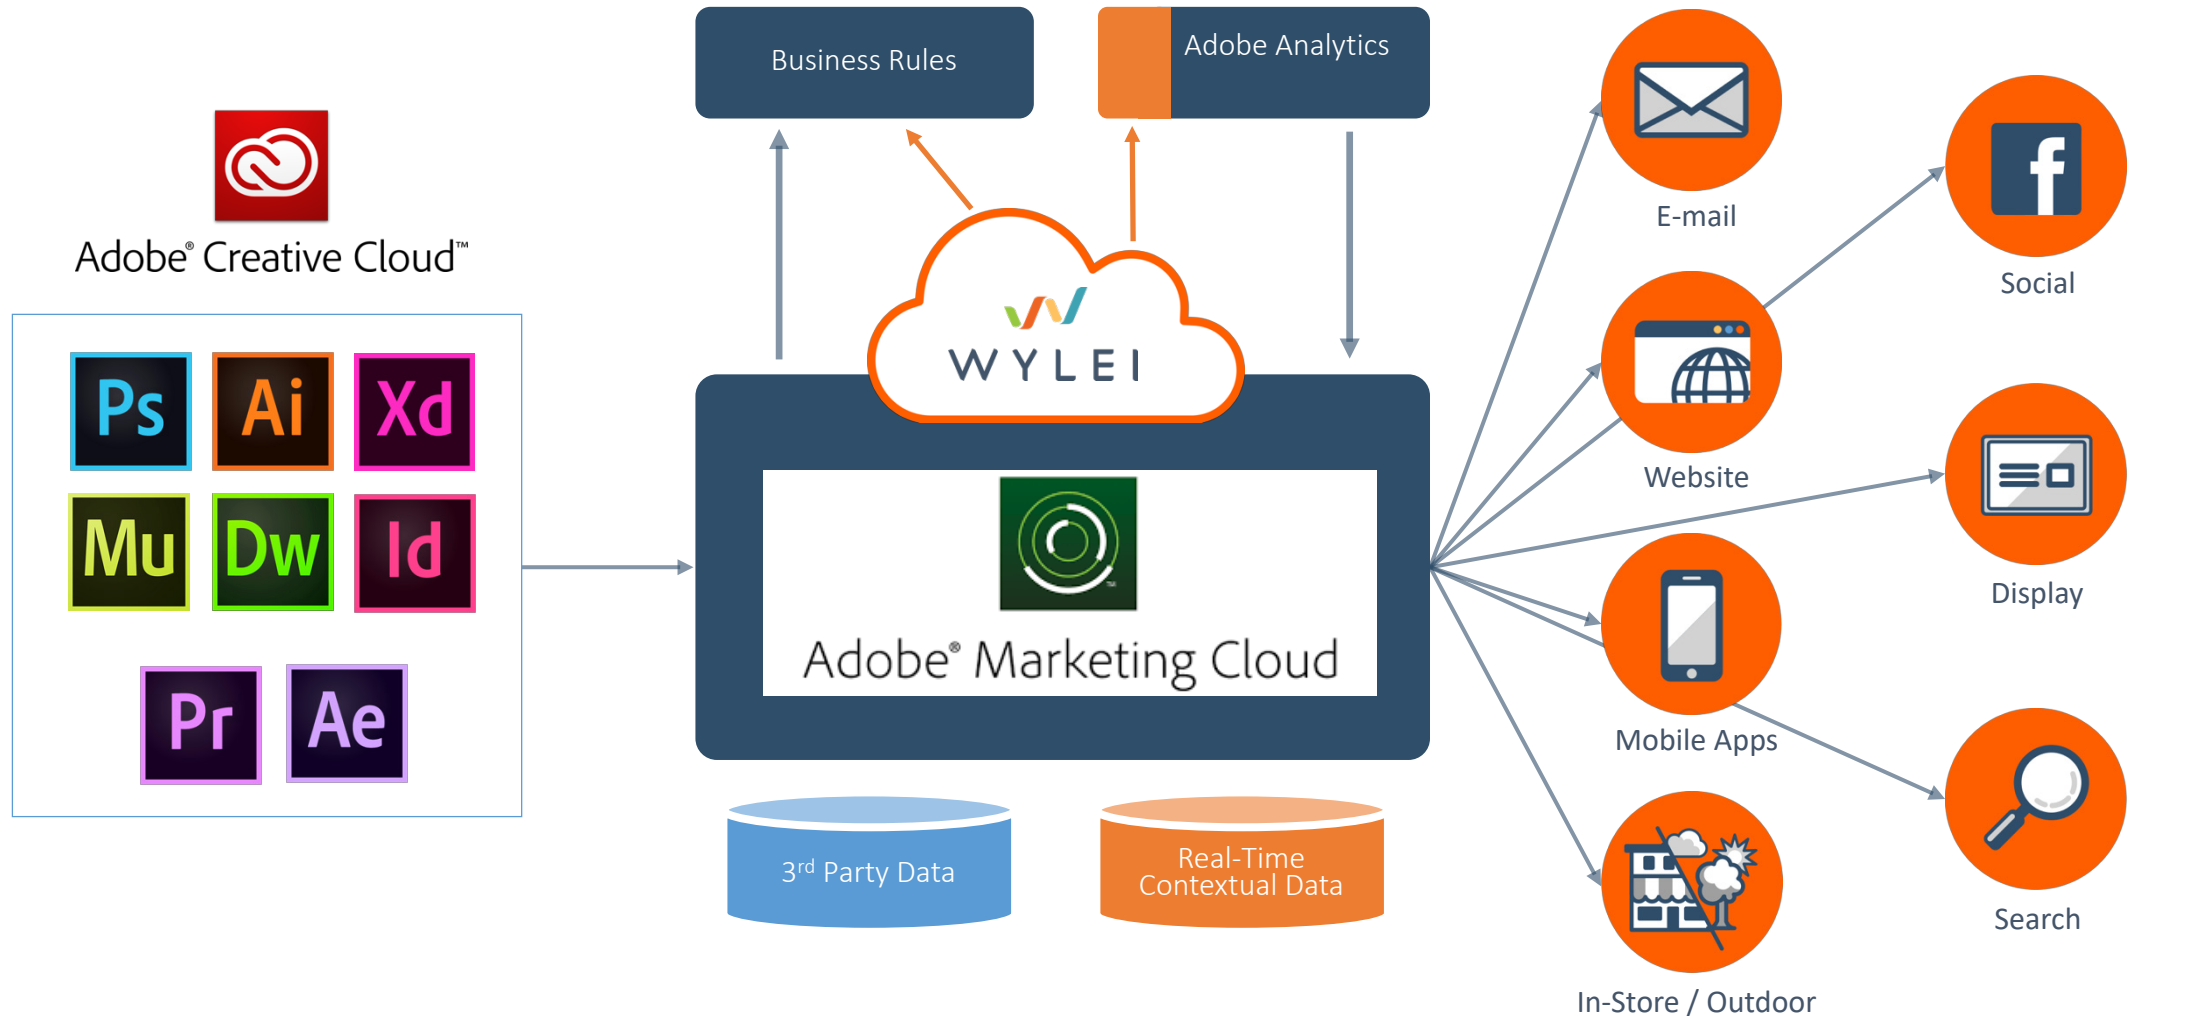 Adobe® Creative Cloud™
Ps
Ai
Xd
Mu
Dw
Id
Pr
Ae
Business Rules
Adobe Analytics
WYLEI
™
Adobe® Marketing Cloud
3rd Party Data
Real-Time
Contextual Data
E-mail
f
Social
Website
Display
Mobile Apps
Search
In-Store / Outdoor